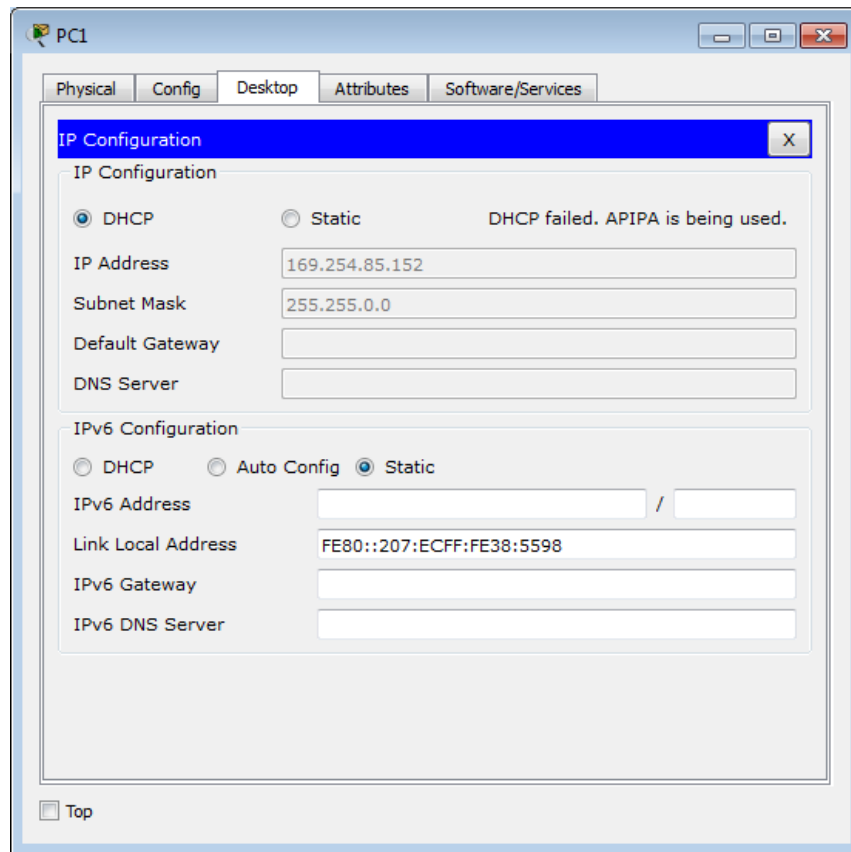 PC1
Physical Config Desktop Attributes Software/Services
IP Configuration X
IP Configuration
DHCP Static DHCP failed. APIPA is being used.
IP Address 169.254.85.152
Subnet Mask 255.255.0.0
Default Gateway
DNS Server
IPv6 Configuration
DHCP Auto Config Static
IPv6 Address /
Link Local Address FE80::207:ECFF:FE38:5598
IPv6 Gateway
IPv6 DNS Server
Top